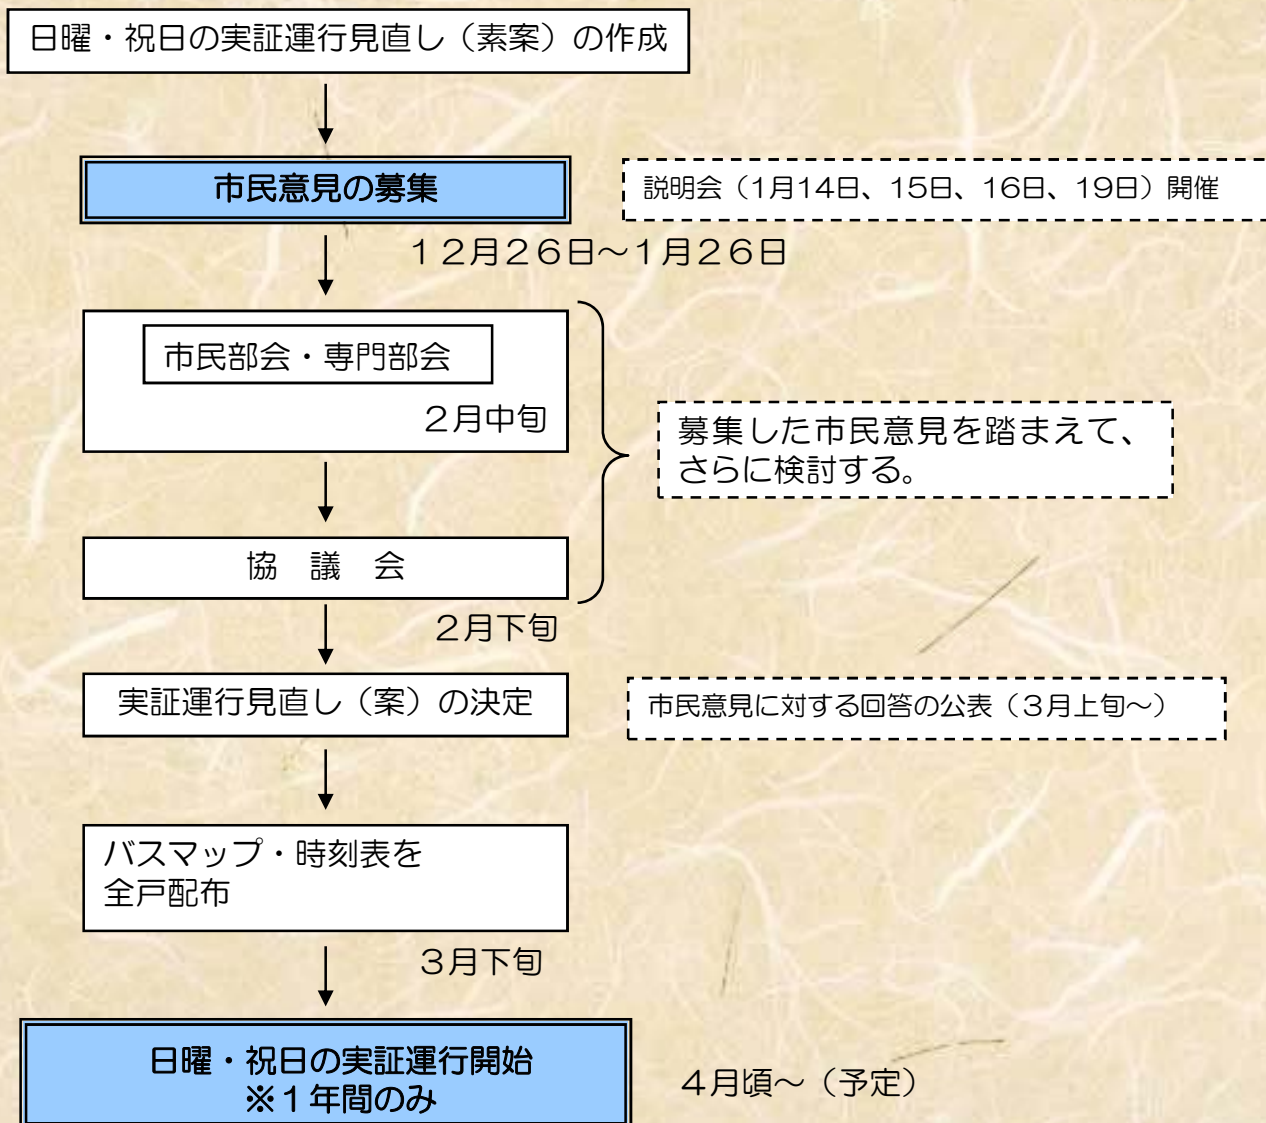 日曜・祝日の実証運行見直し（素案）の作成
市民意見の募集
説明会（1月14日、15日、16日、19日）開催
１２月２６日～１月２６日
市民部会・専門部会
２月中旬
募集した市民意見を踏まえて、
さらに検討する。
協　議　会
２月下旬
実証運行見直し（案）の決定
市民意見に対する回答の公表（３月上旬～）
バスマップ・時刻表を
全戸配布
３月下旬
日曜・祝日の実証運行開始
※１年間のみ
４月頃～（予定）